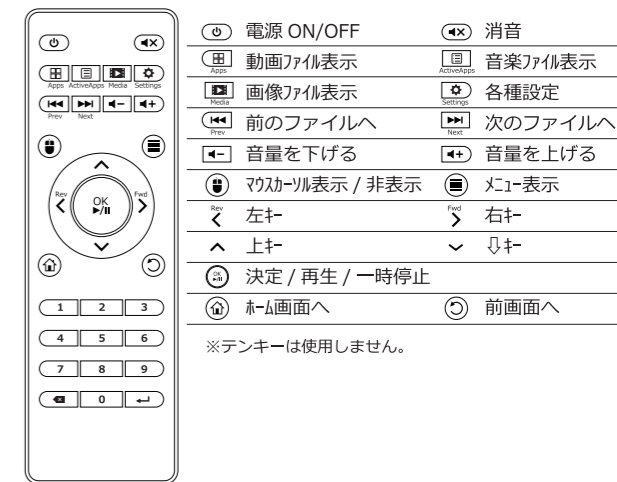 Apps ActiveApps Media Settings
Prev Next
Rev OK Fwd
1 2 3
4 5 6
7 8 9
0
電源 ON/OFF 消音
Apps 動画ファイル表示 ActiveApps 音楽ファイル表示
Media 画像ファイル表示 Settings 各種設定
Prev 前のファイルへ Next 次のファイルへ
音量を下げる 音量を上げる
マウスカーソル表示 / 非表示 メニュー表示
Rev 左キー Fwd 右キー
上キー ⇩キー
OK 決定 / 再生 / 一時停止
ホーム画面へ 前画面へ
※テンキーは使用しません。